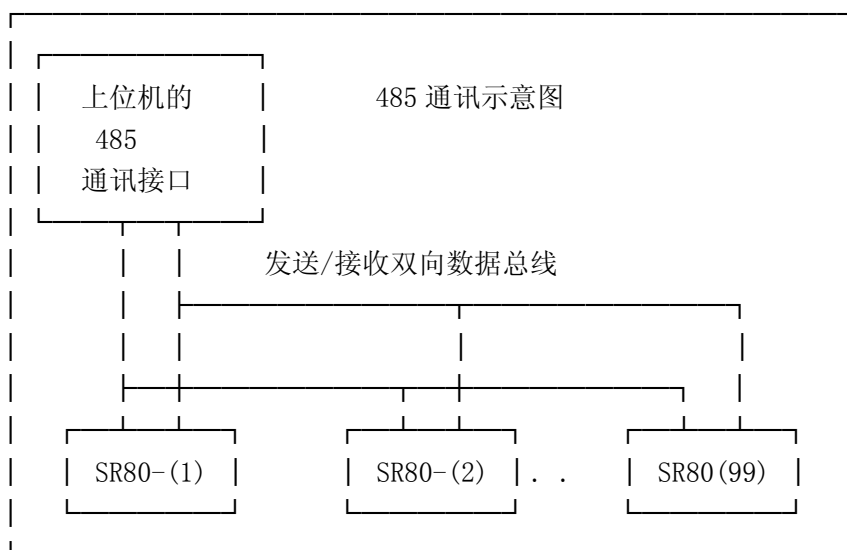 上位机的
485 通讯示意图
485
通讯接口
发送/接收双向数据总线
SR80-(1)
SR80-(2)
. .
SR80(99)